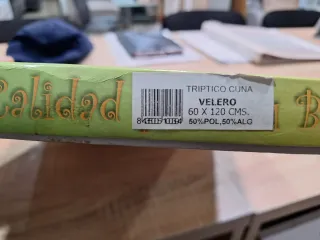 Calidad
TRIPTICO CUNA
VELERO
60 X 120 CMS.
50%POL,50%ALG
B